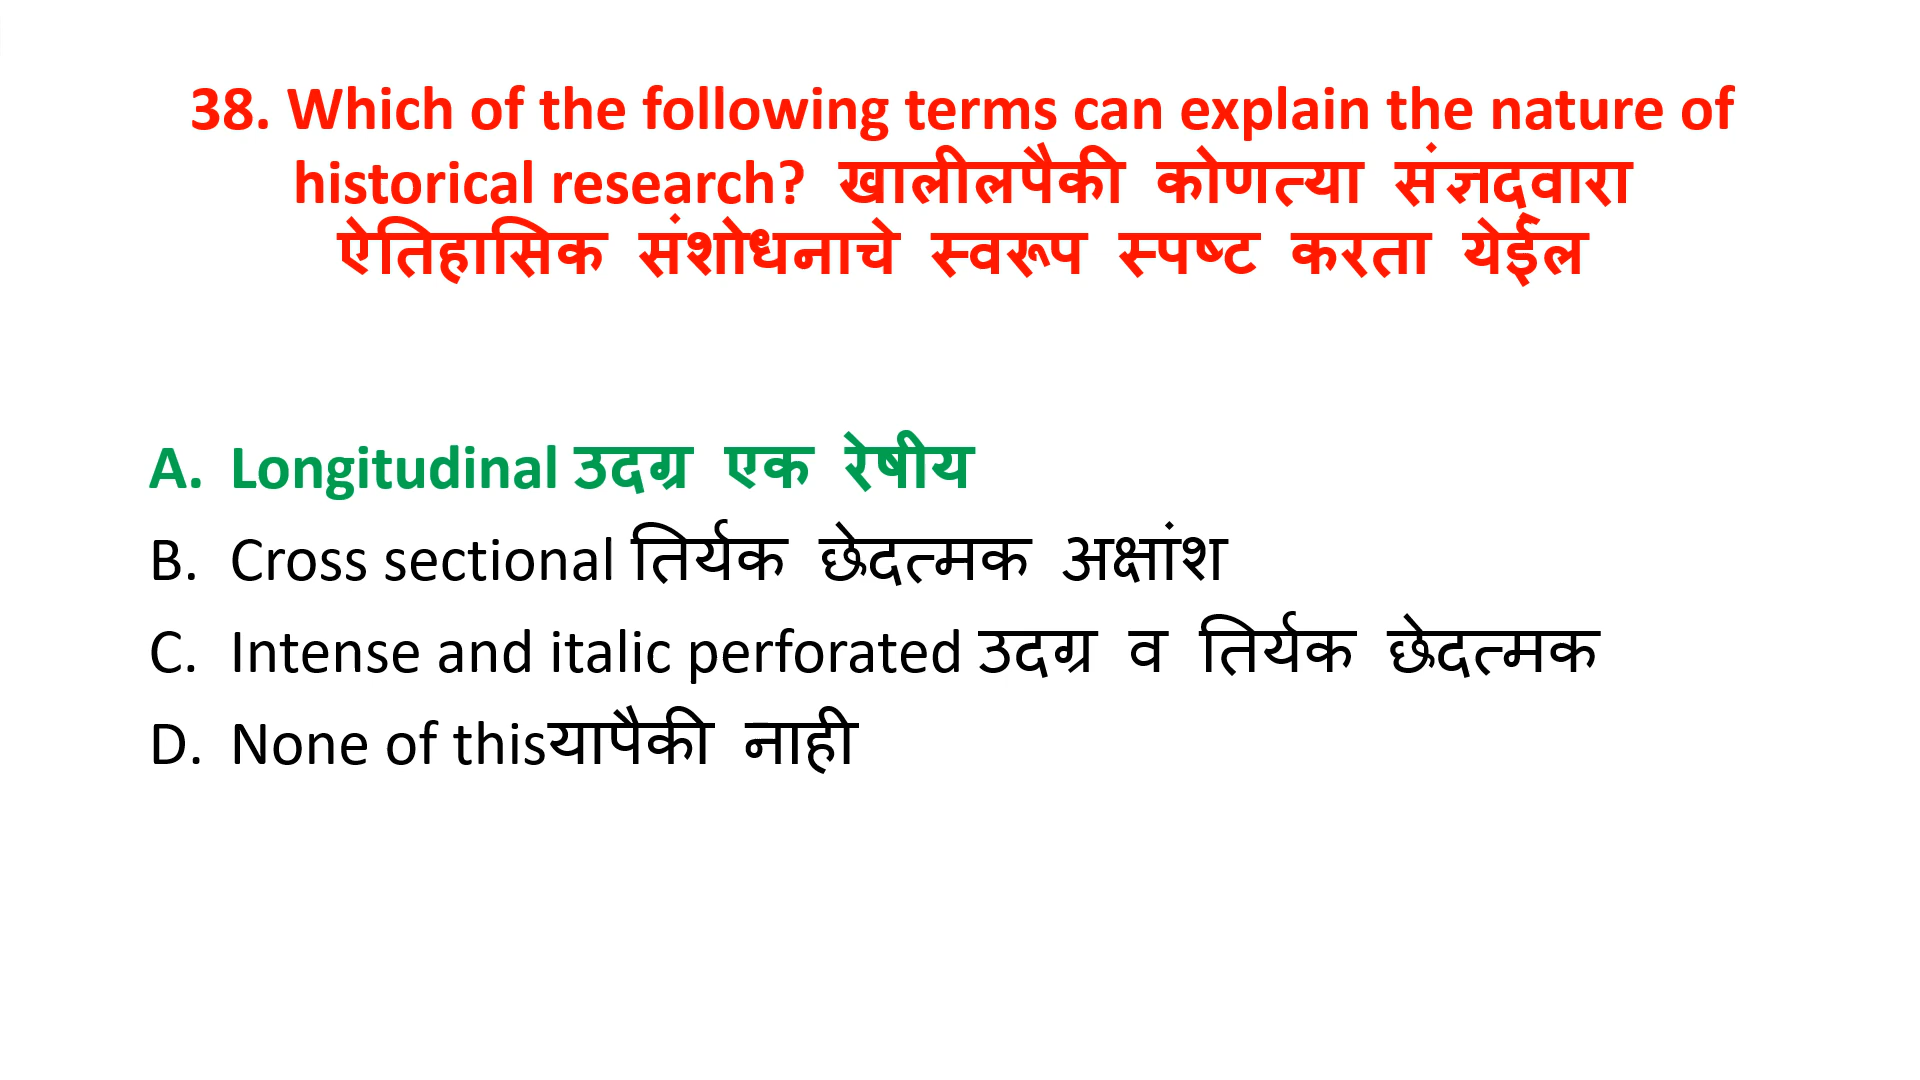 38. Which of the following terms can explain the nature of
historical research? खालीलपैकी कोणत्या संज्ञदवारा
ऐतिहासिक संशोधनाचे स्वरूप स्पष्ट करता येईल
A. Longitudinal उदग्र एक रेषीय
B. Cross sectional तिर्यक छेदत्मक अक्षांश
C. Intense and italic perforated उदग्र व तिर्यक छेदत्मक
D. None of thisयापैकी नाही